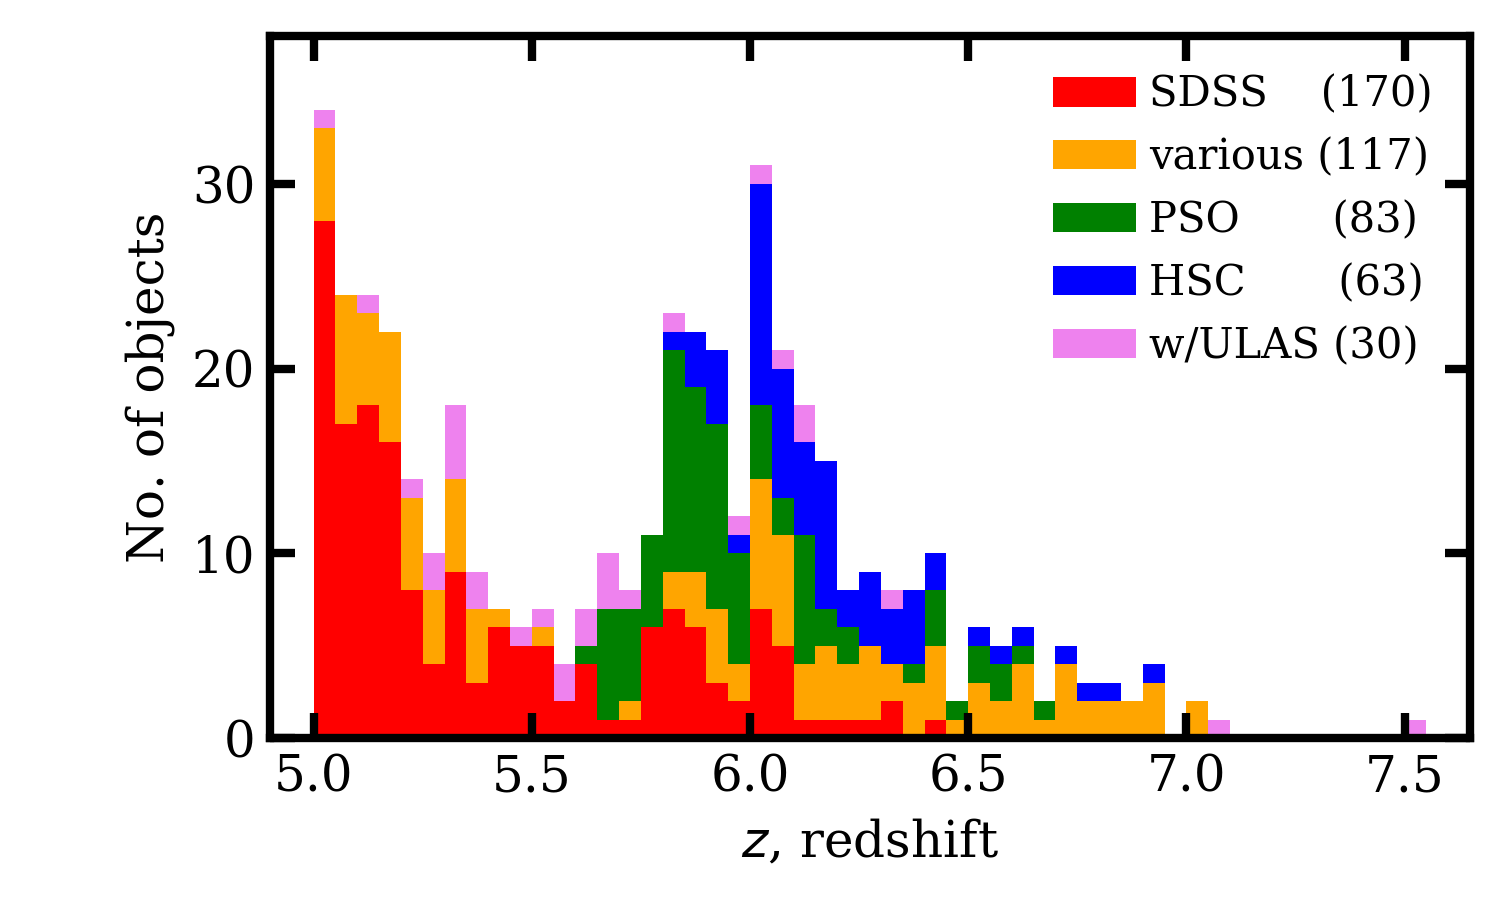 SDSS (170)
various (117)
PSO (83)
HSC (63)
w/ULAS (30)
No. of objects
30
20
10
0
5.0 5.5 6.0 6.5 7.0 7.5
z, redshift